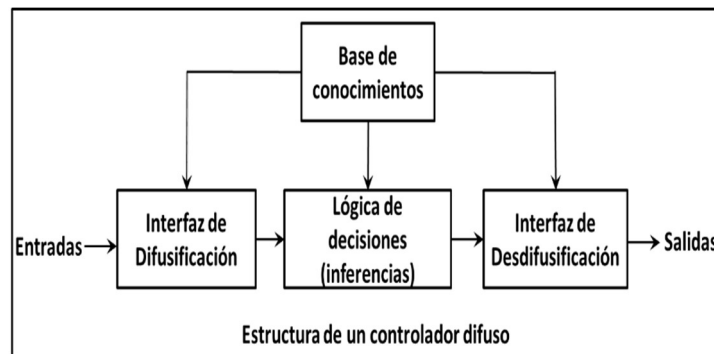 Base de
conocimientos
Entradas
Interfaz de
Difusificación
Lógica de
decisiones
(inferencias)
Interfaz de
Desdifusificación
Salidas
Estructura de un controlador difuso